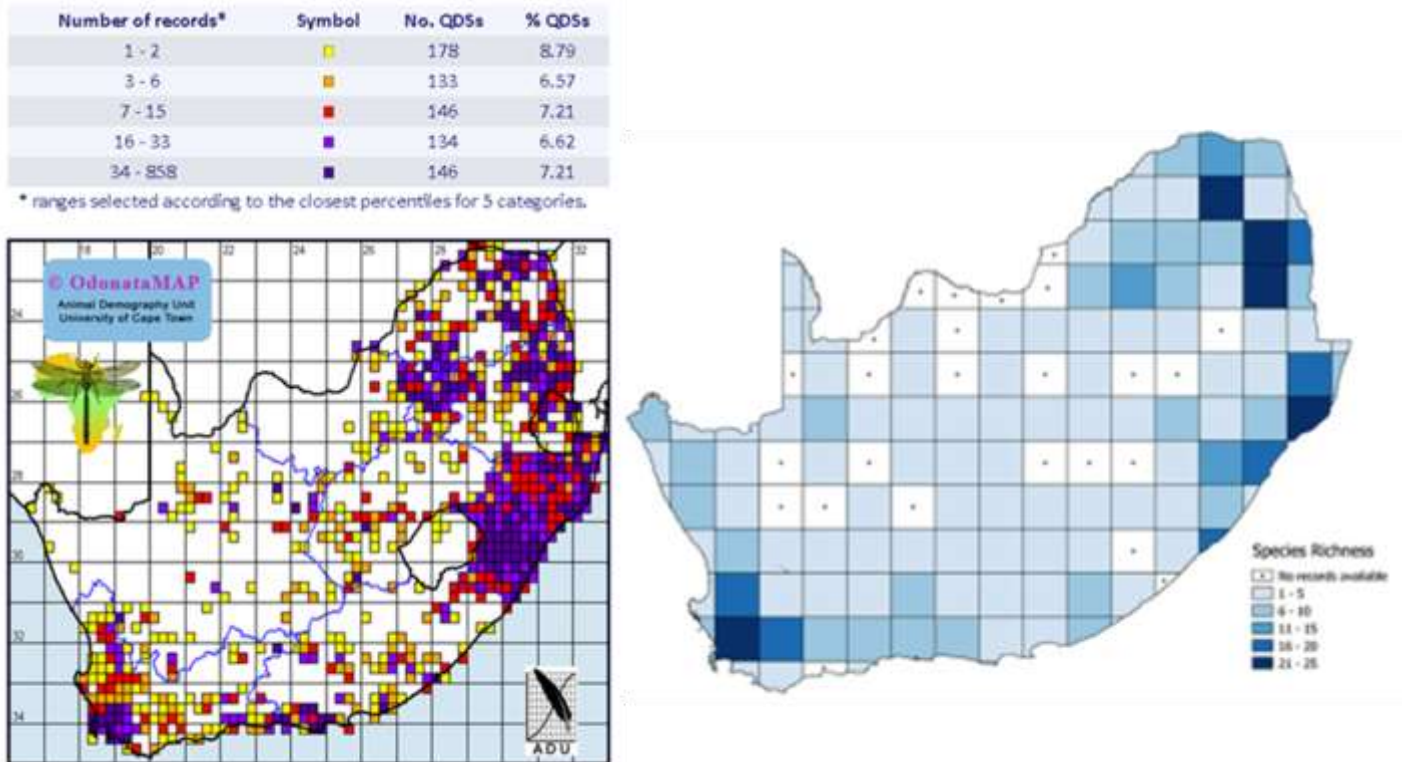 Number of records* Symbol No. QDSs % QDSs
1 - 2 178 8.79
3 - 6 133 6.57
7 - 15 146 7.21
16 - 33 134 6.62
34 - 858 146 7.21
* ranges selected according to the closest percentiles for 5 categories.
18 20 22 24 26 28 32
© OdonataMAP
Animal Demography Unit
University of Cape Town
24
26
28
30
32
34
ADU
Species Richness
No records available
1 - 5
6 - 10
11 - 15
16 - 20
21 - 25